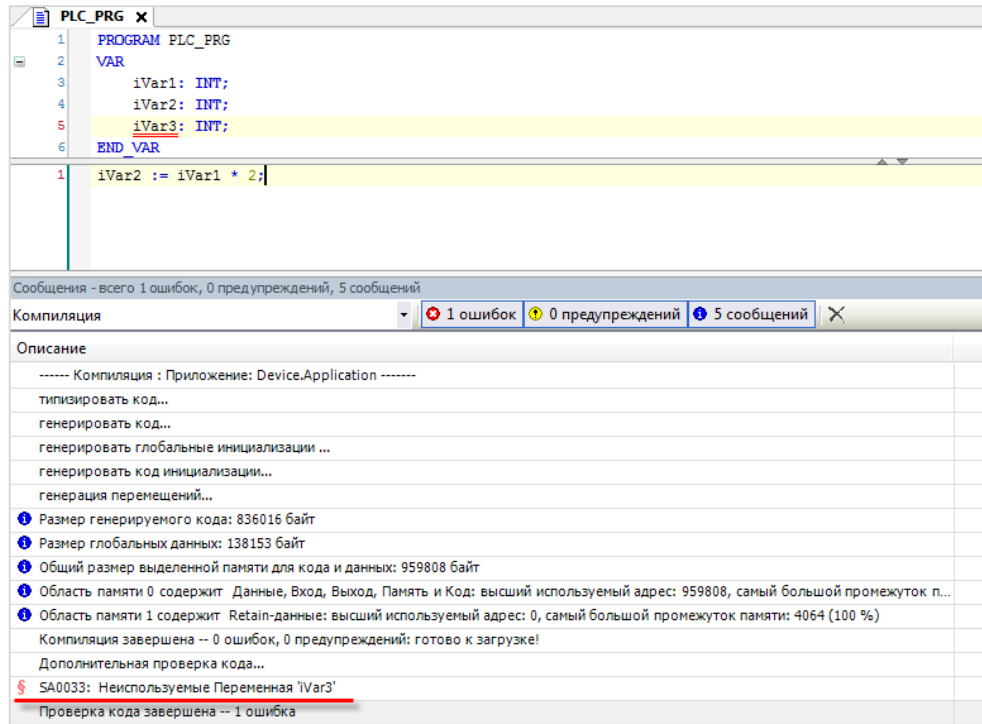 PLC_PRG X
1 PROGRAM PLC_PRG
2 VAR
3 iVar1: INT;
4 iVar2: INT;
5 iVar3: INT;
6 END_VAR
1 iVar2 := iVar1 * 2;
Сообщения - всего 1 ошибок, 0 предупреждений, 5 сообщений
Компиляция 1 ошибок 0 предупреждений 5 сообщений
Описание
------ Компиляция : Приложение: Device.Application -------
типизировать код...
генерировать код...
генерировать глобальные инициализации ...
генерировать код инициализации...
генерация перемещений...
Размер генерируемого кода: 836016 байт
Размер глобальных данных: 138153 байт
Общий размер выделенной памяти для кода и данных: 959808 байт
Область памяти 0 содержит Данные, Вход, Выход, Память и Код: высший используемый адрес: 959808, самый большой промежуток п...
Область памяти 1 содержит Retain-данные: высший используемый адрес: 0, самый большой промежуток памяти: 4064 (100 %)
Компиляция завершена -- 0 ошибок, 0 предупреждений: готово к загрузке!
Дополнительная проверка кода...
§ SA0033: Неиспользуемые Переменная 'iVar3'
Проверка кода завершена -- 1 ошибка